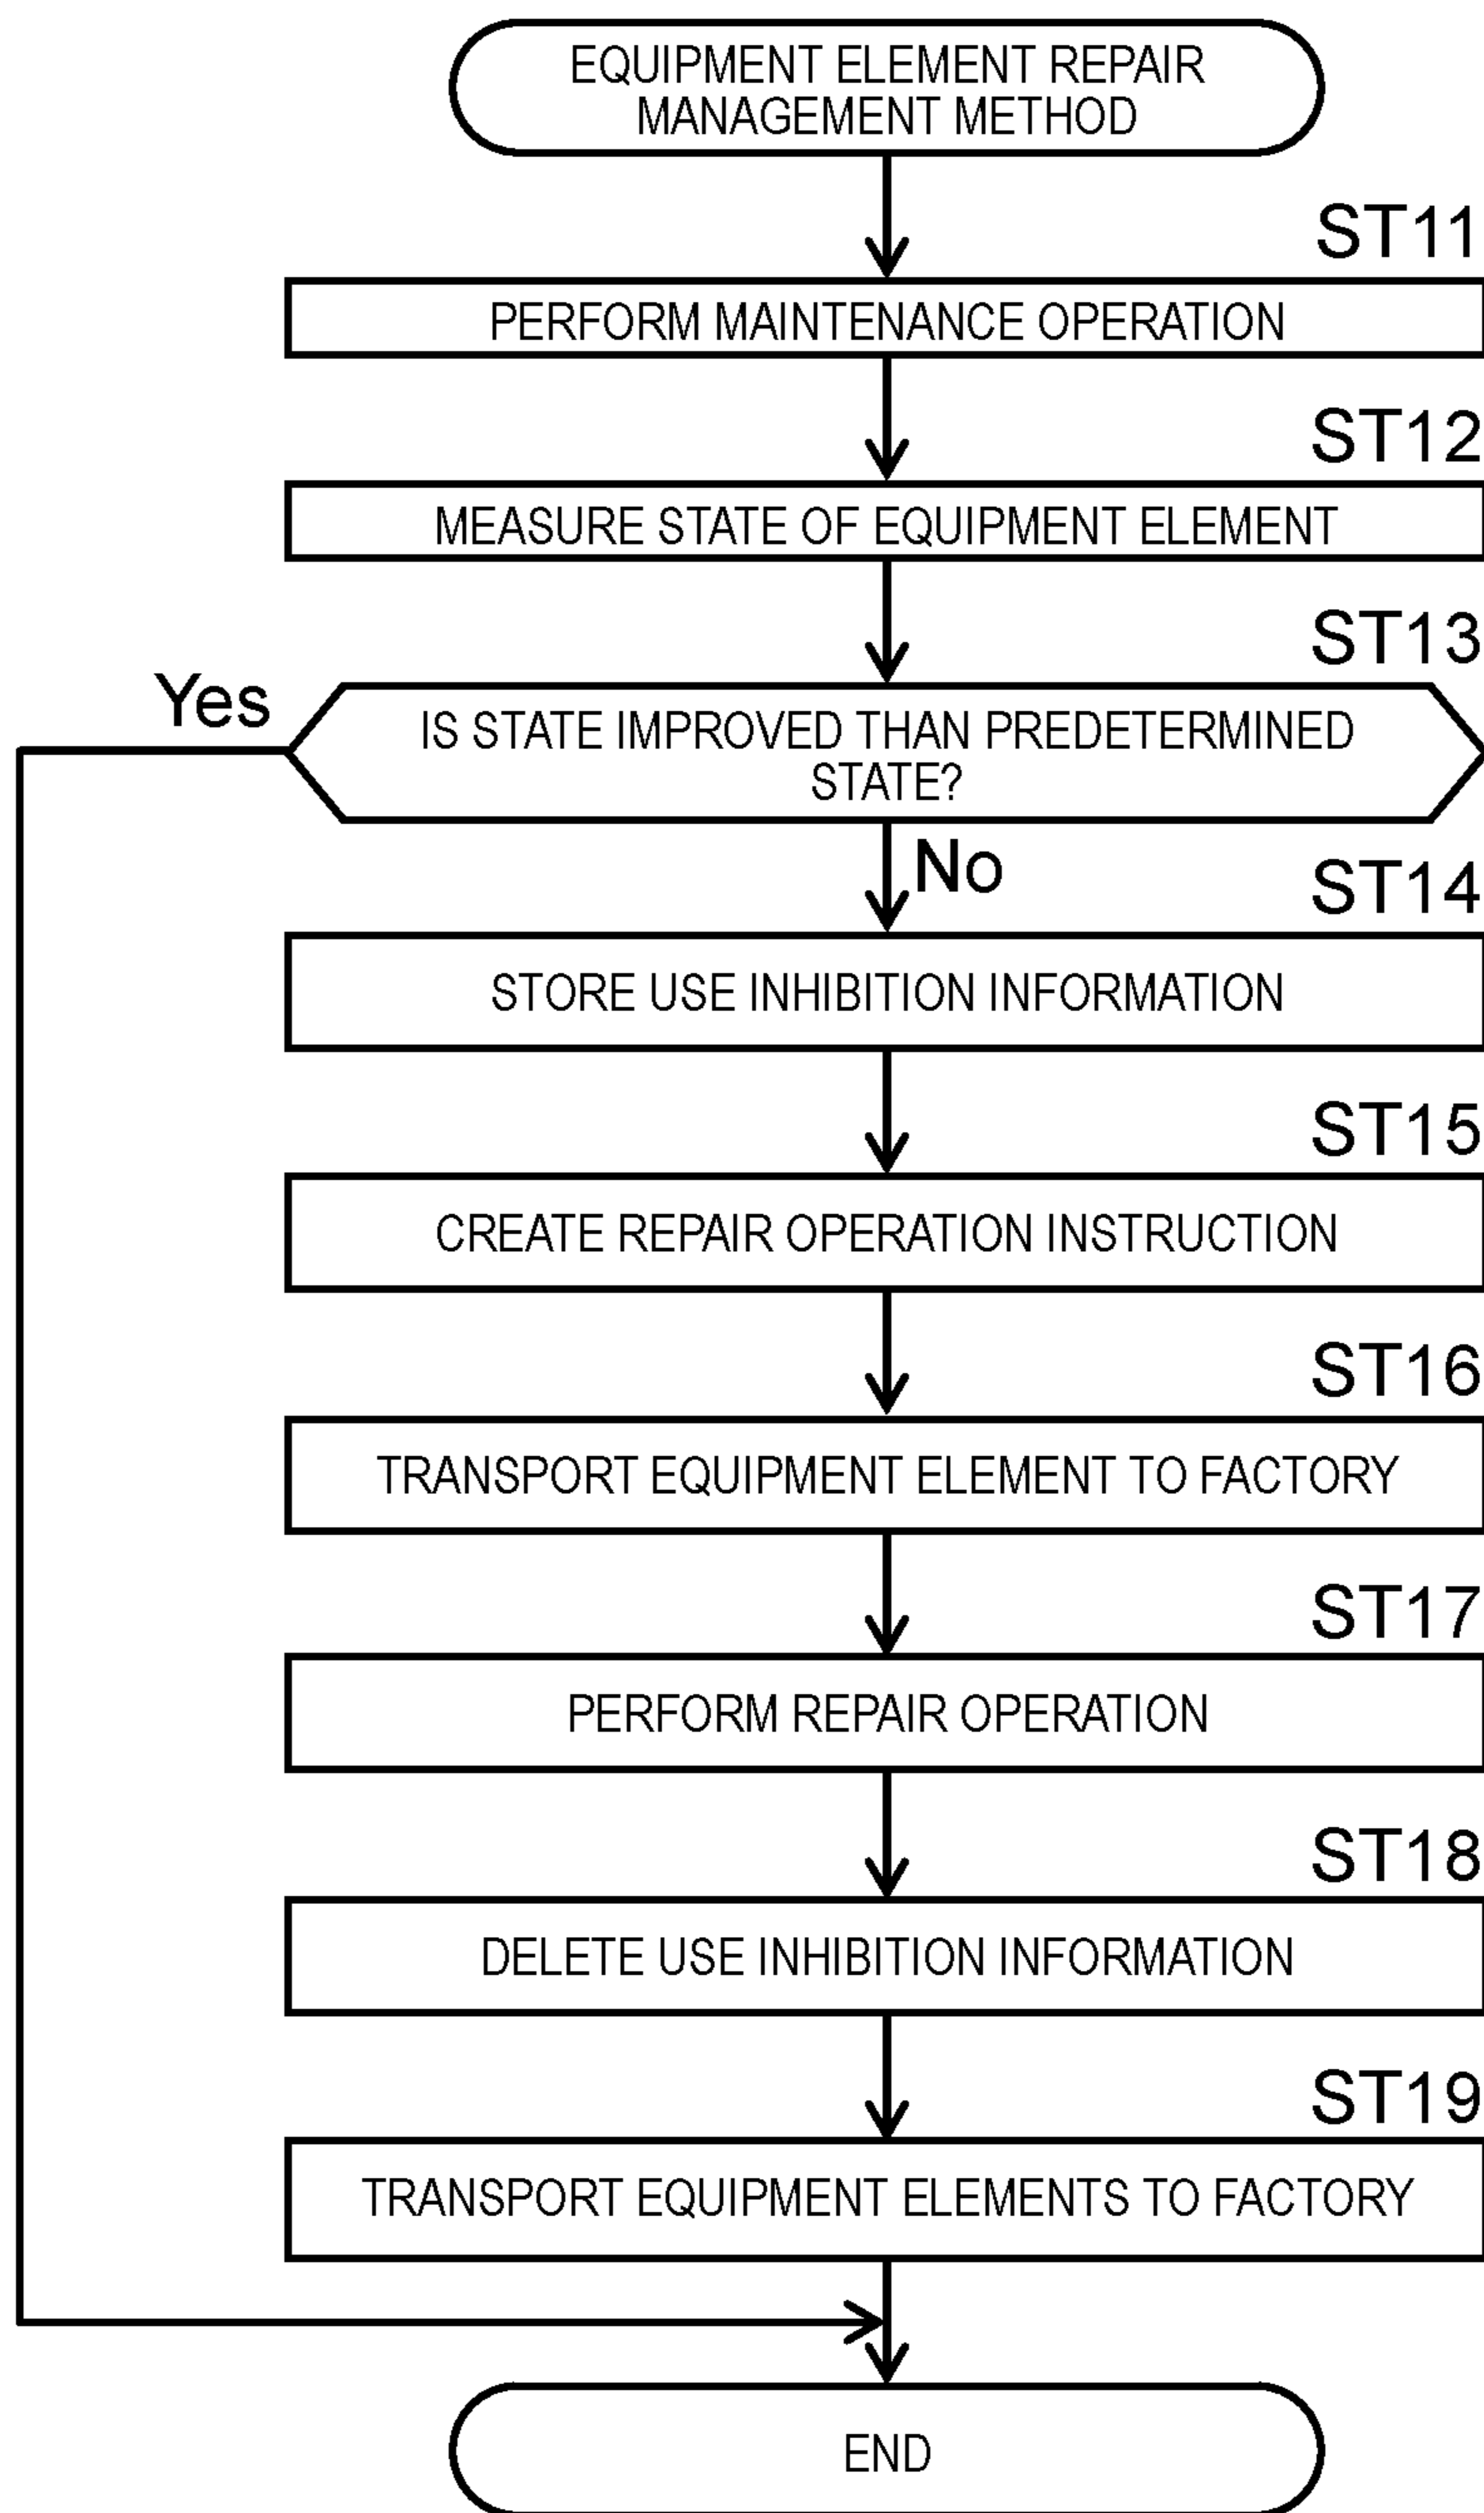 EQUIPMENT ELEMENT REPAIR
MANAGEMENT METHOD
ST11
PERFORM MAINTENANCE OPERATION
ST12
MEASURE STATE OF EQUIPMENT ELEMENT
ST13
Yes
IS STATE IMPROVED THAN PREDETERMINED
STATE?
No
ST14
STORE USE INHIBITION INFORMATION
ST15
CREATE REPAIR OPERATION INSTRUCTION
ST16
TRANSPORT EQUIPMENT ELEMENT TO FACTORY
ST17
PERFORM REPAIR OPERATION
ST18
DELETE USE INHIBITION INFORMATION
ST19
TRANSPORT EQUIPMENT ELEMENTS TO FACTORY
END